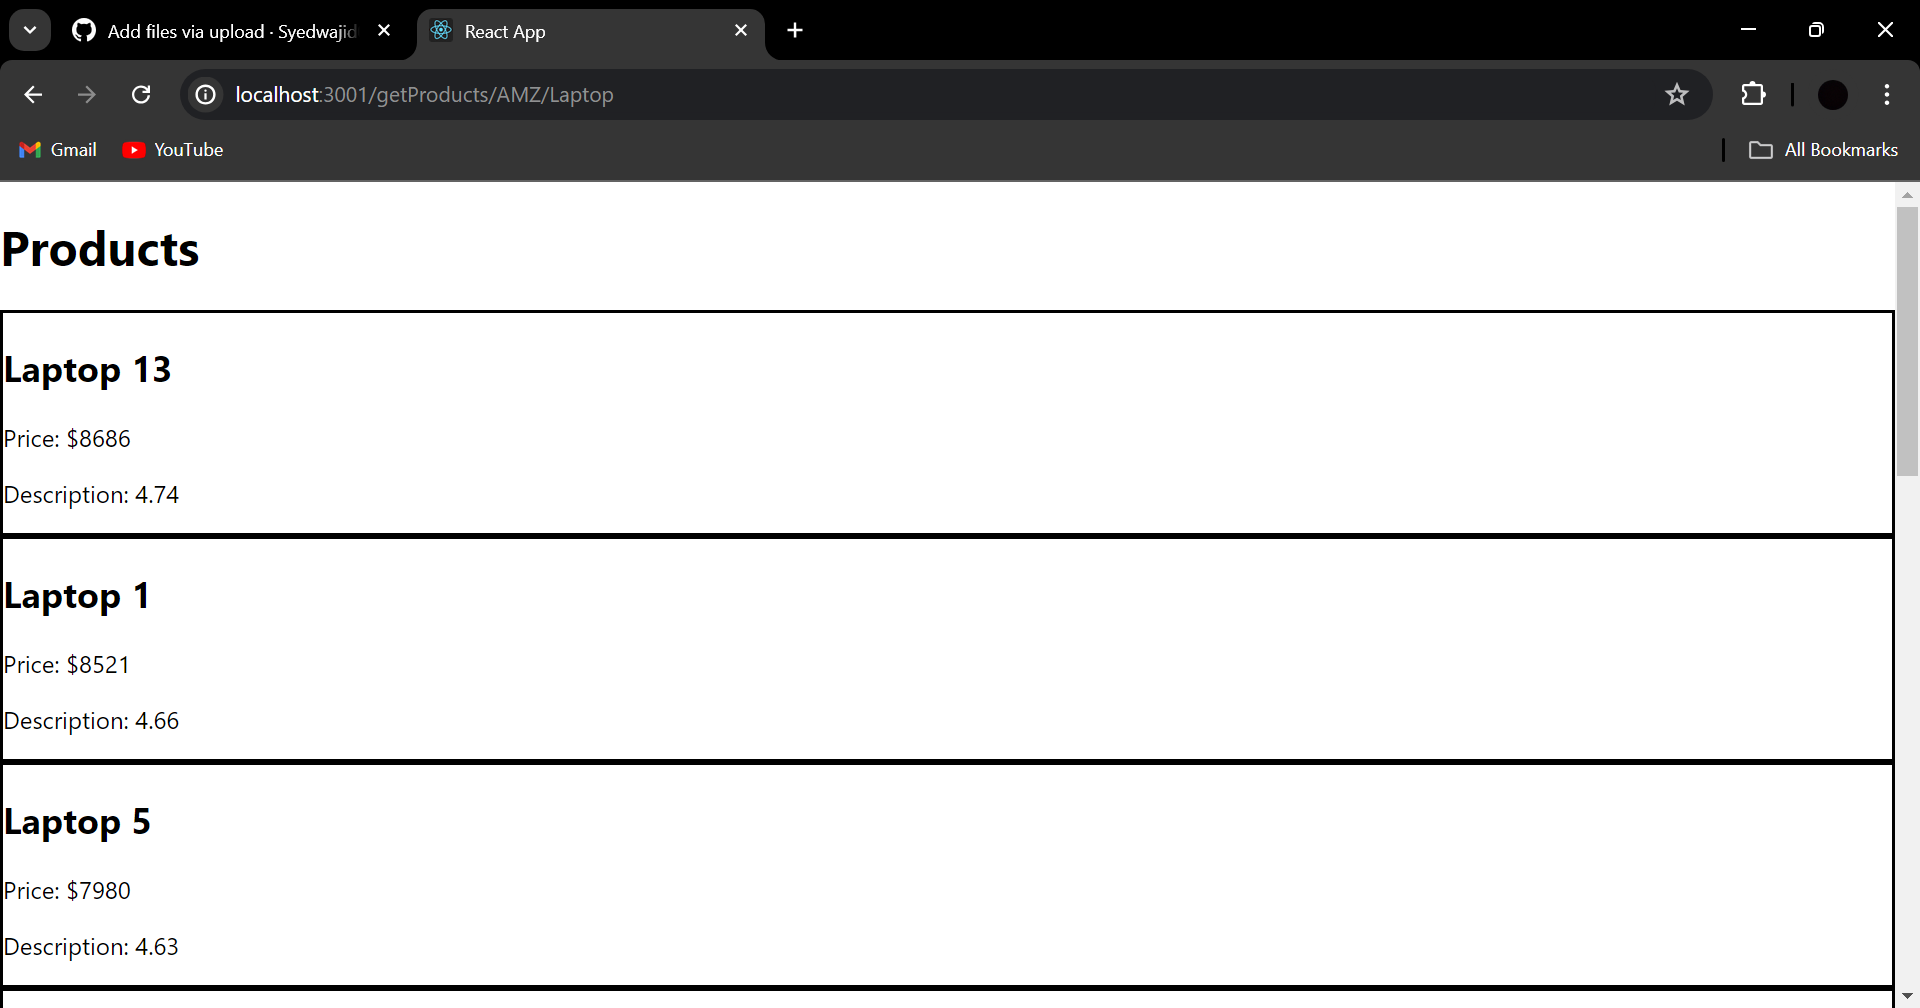 Add files via upload · Syedwajid
React App
localhost:3001/getProducts/AMZ/Laptop
Gmail
YouTube
All Bookmarks
Products
Laptop 13
Price: $8686
Description: 4.74
Laptop 1
Price: $8521
Description: 4.66
Laptop 5
Price: $7980
Description: 4.63